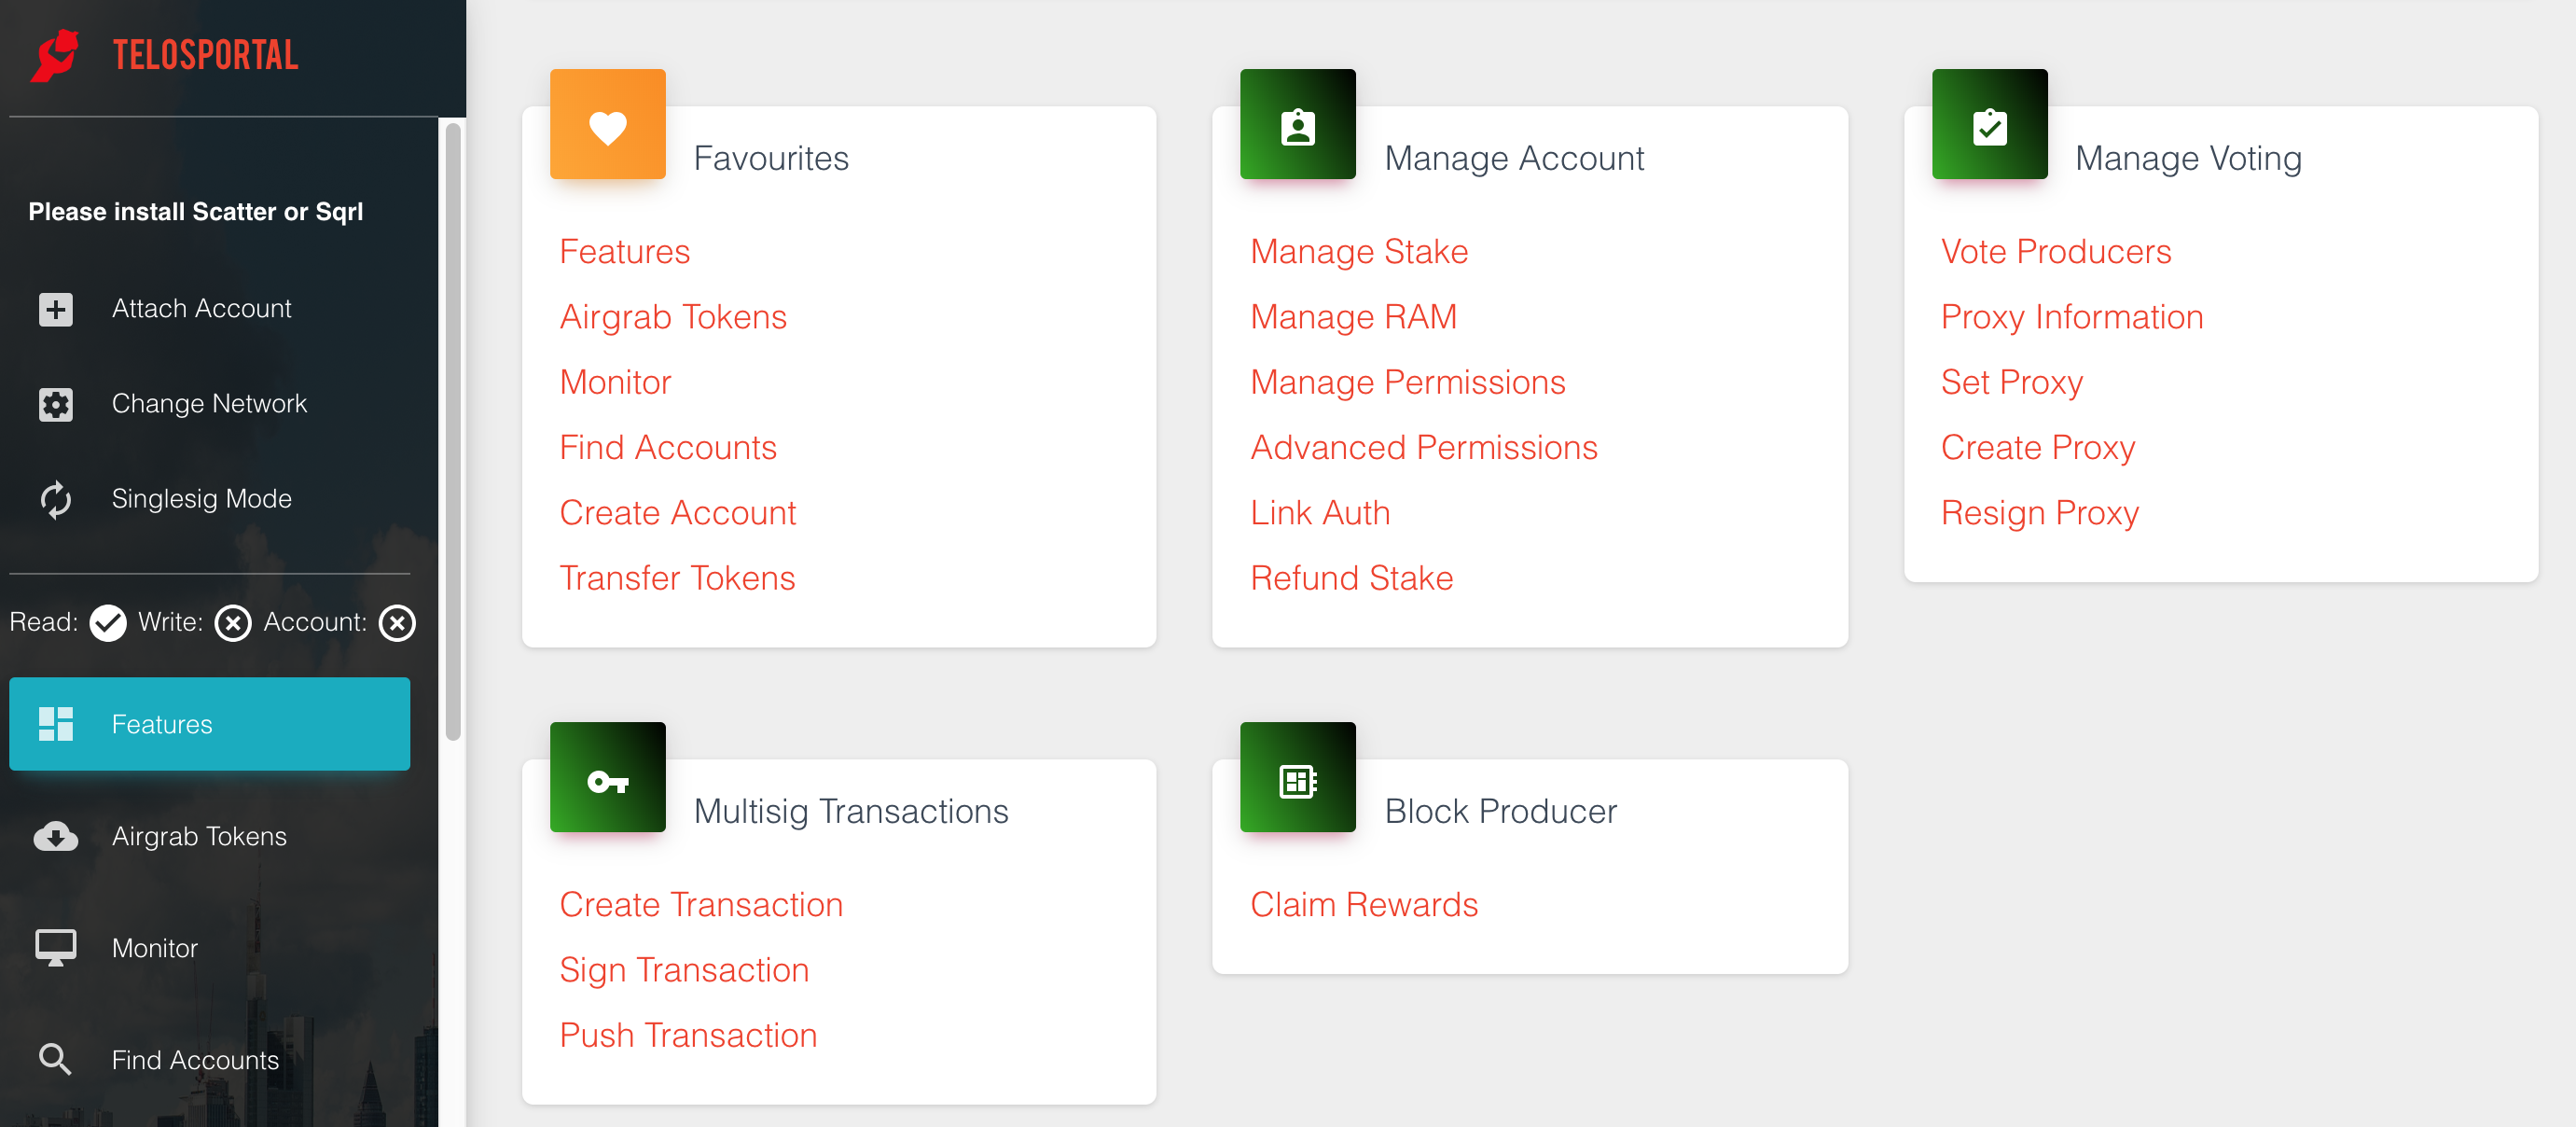 TELOSPORTAL
Please install Scatter or Sqrl
Attach Account
Change Network
Singlesig Mode
Read: Write: Account:
Features
Airgrab Tokens
Monitor
Find Accounts
Favourites
Features
Airgrab Tokens
Monitor
Find Accounts
Create Account
Transfer Tokens
Manage Account
Manage Stake
Manage RAM
Manage Permissions
Advanced Permissions
Link Auth
Refund Stake
Manage Voting
Vote Producers
Proxy Information
Set Proxy
Create Proxy
Resign Proxy
Multisig Transactions
Create Transaction
Sign Transaction
Push Transaction
Block Producer
Claim Rewards